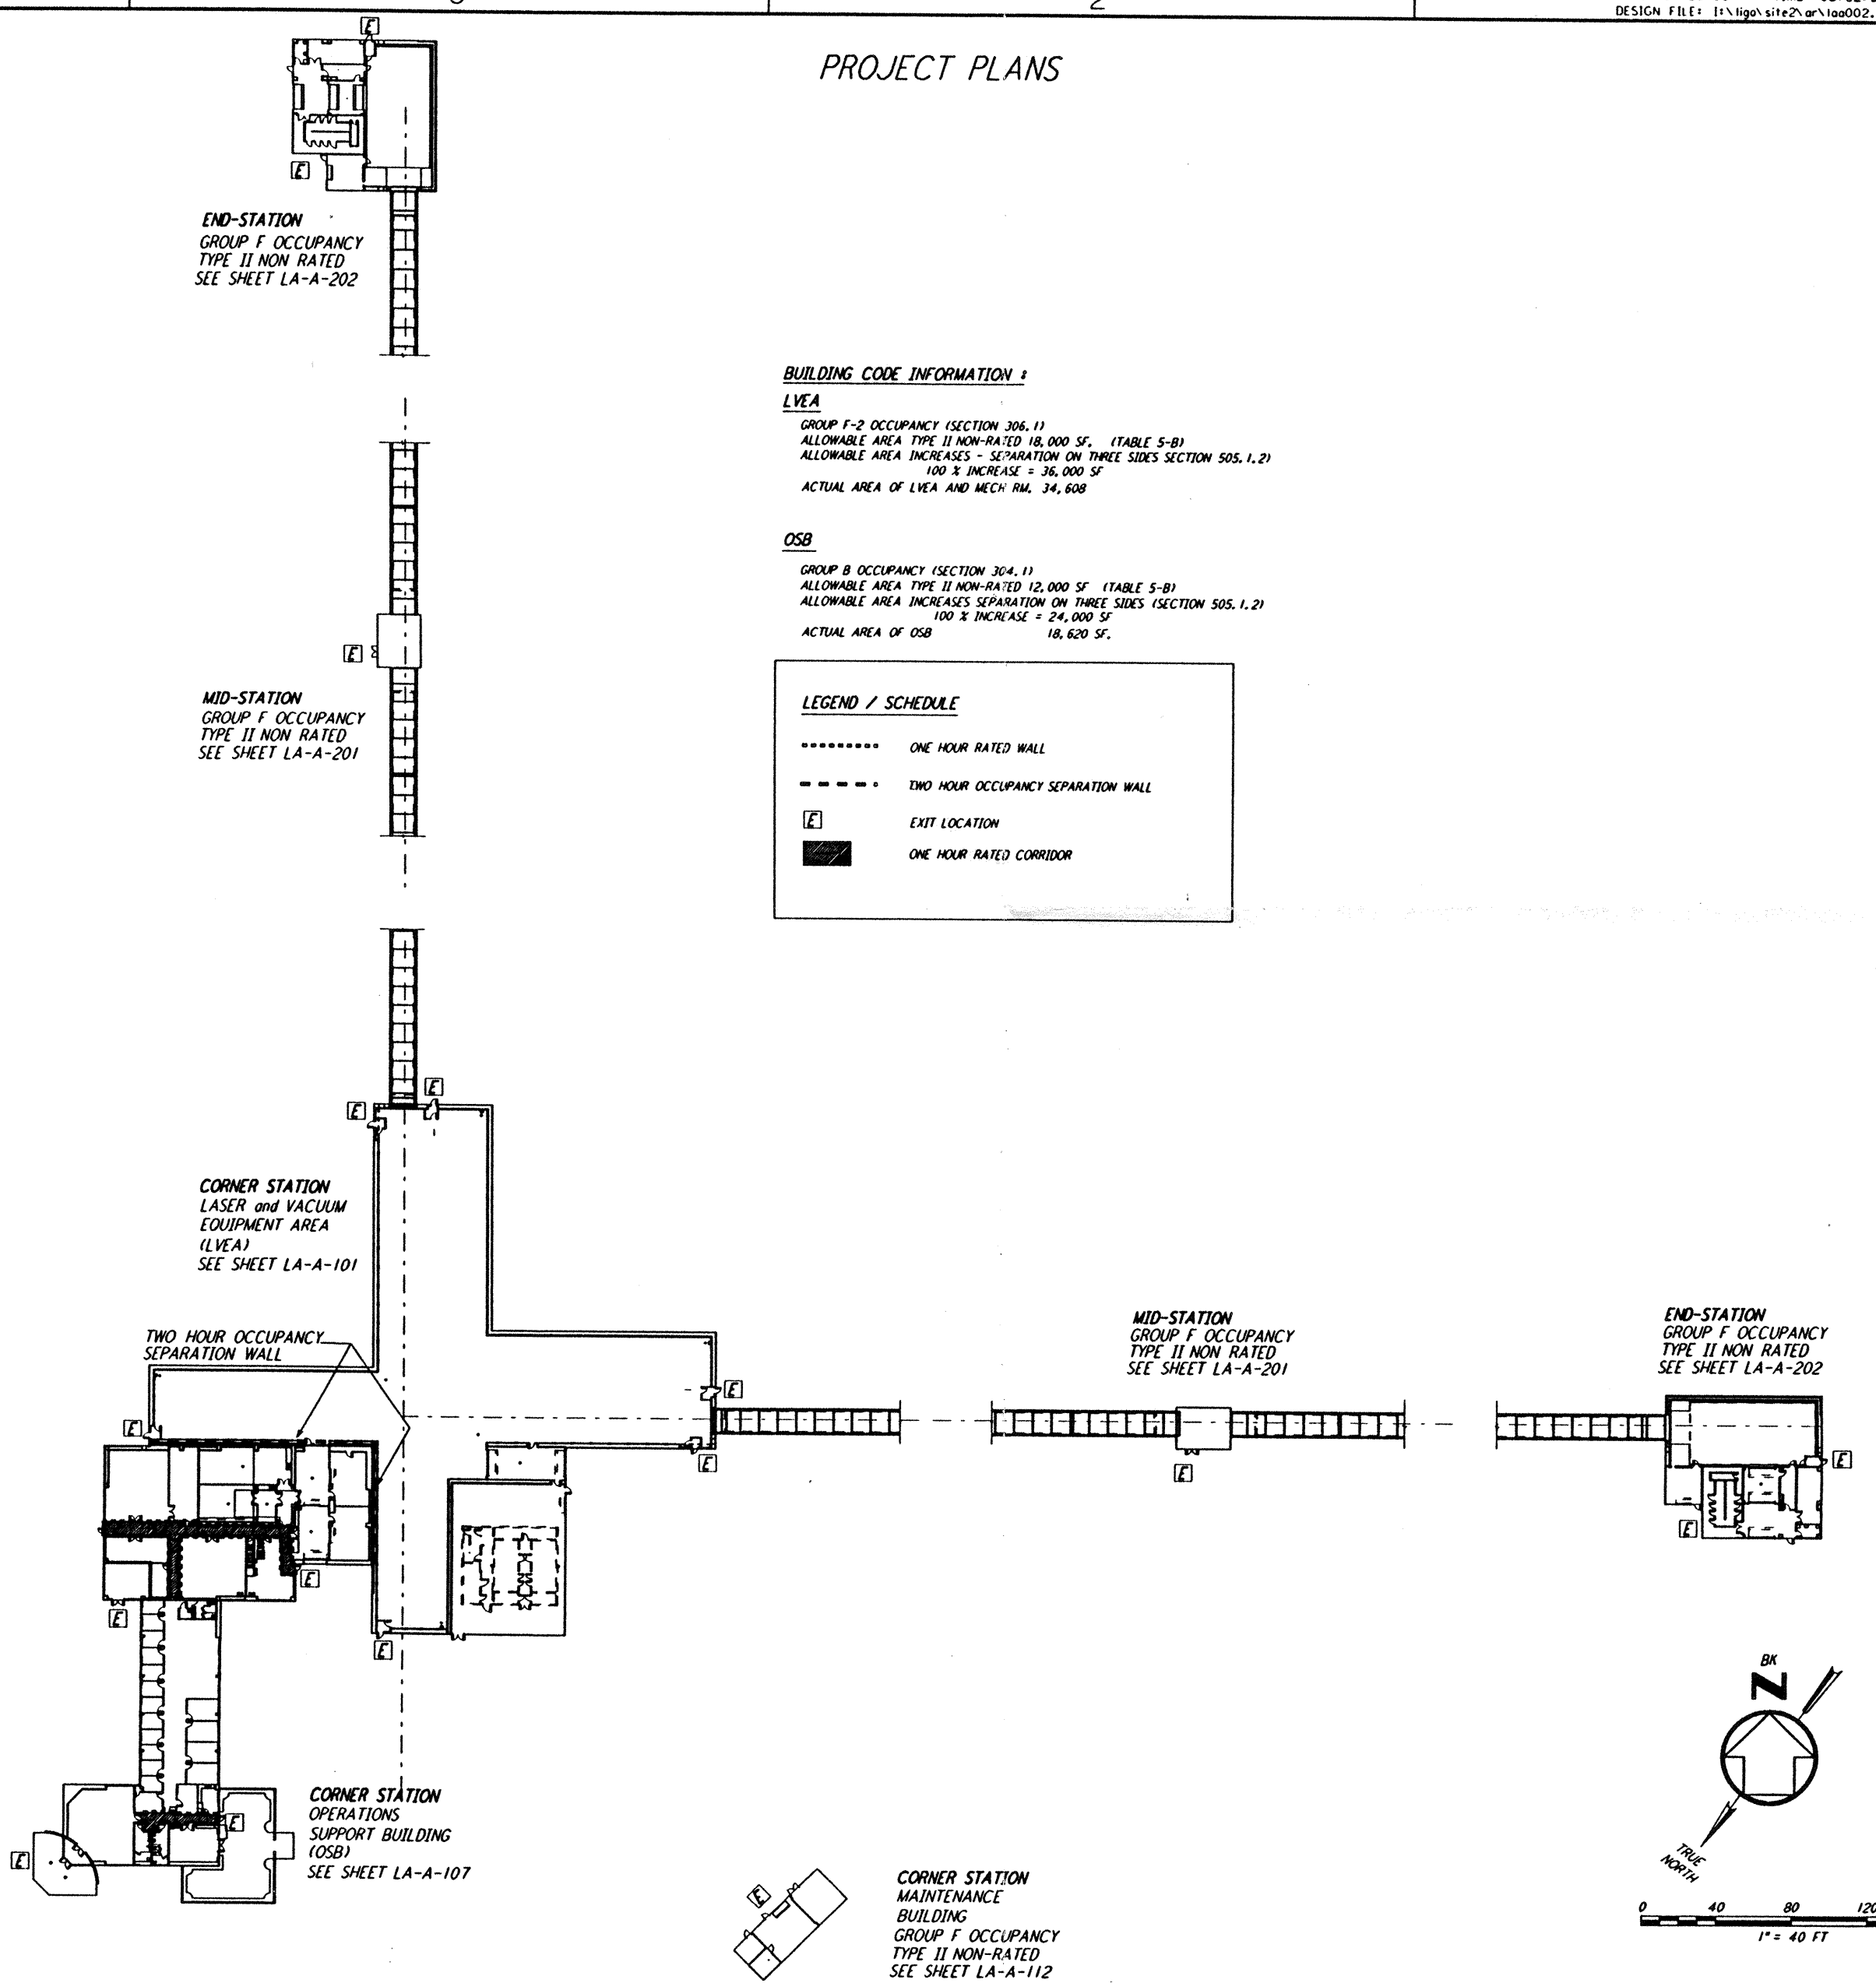 2
DESIGN FILE: I:\ligo\site2\ar\laa002.
PROJECT PLANS
E
E
END-STATION
GROUP F OCCUPANCY
TYPE II NON RATED
SEE SHEET LA-A-202
BUILDING CODE INFORMATION :
LVEA
GROUP F-2 OCCUPANCY (SECTION 306.1)
ALLOWABLE AREA TYPE II NON-RATED 18,000 SF. (TABLE 5-B)
ALLOWABLE AREA INCREASES - SEPARATION ON THREE SIDES SECTION 505.1.2)
100 % INCREASE = 36,000 SF
ACTUAL AREA OF LVEA AND MECH RM. 34,608
OSB
GROUP B OCCUPANCY (SECTION 304.1)
ALLOWABLE AREA TYPE II NON-RATED 12,000 SF (TABLE 5-B)
ALLOWABLE AREA INCREASES SEPARATION ON THREE SIDES (SECTION 505.1.2)
100 % INCREASE = 24,000 SF
ACTUAL AREA OF OSB 18,620 SF.
E
MID-STATION
GROUP F OCCUPANCY
TYPE II NON RATED
SEE SHEET LA-A-201
LEGEND / SCHEDULE
ONE HOUR RATED WALL
TWO HOUR OCCUPANCY SEPARATION WALL
E EXIT LOCATION
ONE HOUR RATED CORRIDOR
E
E
CORNER STATION
LASER and VACUUM
EQUIPMENT AREA
(LVEA)
SEE SHEET LA-A-101
TWO HOUR OCCUPANCY
SEPARATION WALL
MID-STATION
GROUP F OCCUPANCY
TYPE II NON RATED
SEE SHEET LA-A-201
END-STATION
GROUP F OCCUPANCY
TYPE II NON RATED
SEE SHEET LA-A-202
E
E
E
E
E
E
E
E
E
E
E
CORNER STATION
OPERATIONS
SUPPORT BUILDING
(OSB)
SEE SHEET LA-A-107
E
E
CORNER STATION
MAINTENANCE
BUILDING
GROUP F OCCUPANCY
TYPE II NON-RATED
SEE SHEET LA-A-112
BK
N
TRUE
NORTH
0 40 80 120
1" = 40 FT